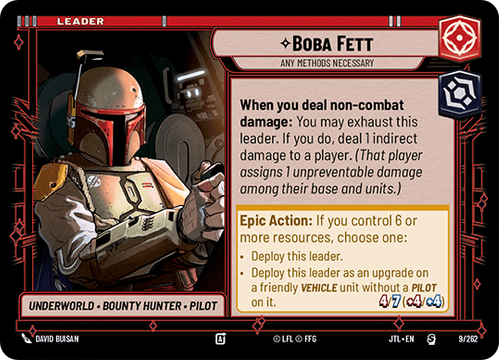 LEADER
BOBA FETT
ANY METHODS NECESSARY
When you deal non-combat
damage: You may exhaust this
leader. If you do, deal 1 indirect
damage to a player. (That player
assigns 1 unpreventable damage
among their base and units.)
Epic Action: If you control 6 or
more resources, choose one:
• Deploy this leader.
• Deploy this leader as an upgrade on
a friendly VEHICLE unit without a PILOT
on it.
4/7 (+4/+4)
UNDERWORLD • BOUNTY HUNTER • PILOT
DAVID BUISAN
© LFL © FFG
JTL • EN
S
9/262